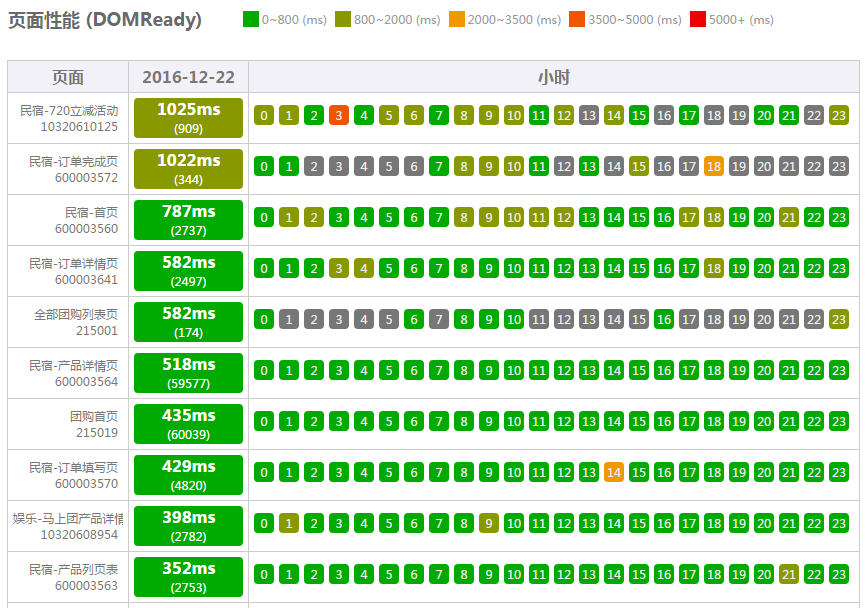 页面性能 (DOMReady) 0~800 (ms) 800~2000 (ms) 2000~3500 (ms) 3500~5000 (ms) 5000+ (ms)
页面 2016-12-22 小时
民宿-720立减活动 1025ms 0 1 2 3 4 5 6 7 8 9 10 11 12 13 14 15 16 17 18 19 20 21 22 23
10320610125 (909)
民宿-订单完成页 1022ms 0 1 2 3 4 5 6 7 8 9 10 11 12 13 14 15 16 17 18 19 20 21 22 23
600003572 (344)
民宿-首页 787ms 0 1 2 3 4 5 6 7 8 9 10 11 12 13 14 15 16 17 18 19 20 21 22 23
600003560 (2737)
民宿-订单详情页 582ms 0 1 2 3 4 5 6 7 8 9 10 11 12 13 14 15 16 17 18 19 20 21 22 23
600003641 (2497)
全部团购列表页 582ms 0 1 2 3 4 5 6 7 8 9 10 11 12 13 14 15 16 17 18 19 20 21 22 23
215001 (174)
民宿-产品详情页 518ms 0 1 2 3 4 5 6 7 8 9 10 11 12 13 14 15 16 17 18 19 20 21 22 23
600003564 (59577)
团购首页 435ms 0 1 2 3 4 5 6 7 8 9 10 11 12 13 14 15 16 17 18 19 20 21 22 23
215019 (60039)
民宿-订单填写页 429ms 0 1 2 3 4 5 6 7 8 9 10 11 12 13 14 15 16 17 18 19 20 21 22 23
600003570 (4820)
娱乐-马上团产品详情 398ms 0 1 2 3 4 5 6 7 8 9 10 11 12 13 14 15 16 17 18 19 20 21 22 23
10320608954 (2782)
民宿-产品列页表 352ms 0 1 2 3 4 5 6 7 8 9 10 11 12 13 14 15 16 17 18 19 20 21 22 23
600003563 (2753)